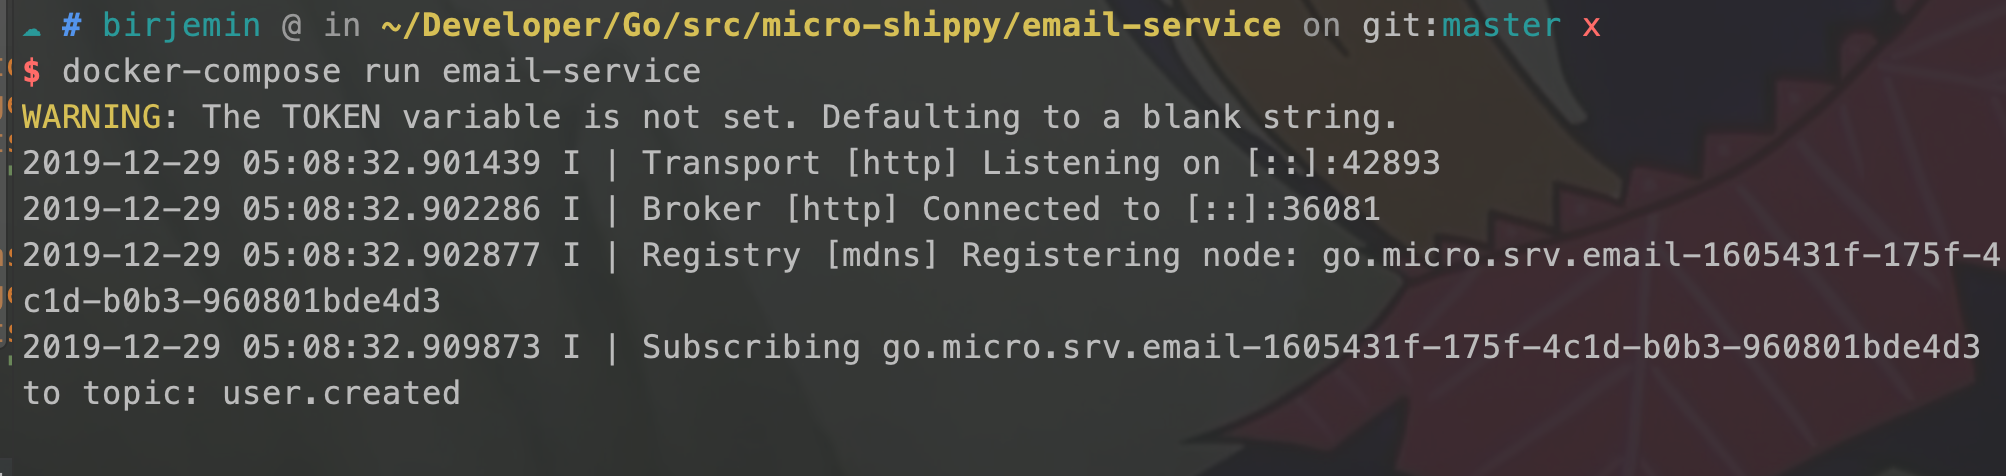 # birjemin @ in ~/Developer/Go/src/micro-shippy/email-service on git:master x
$ docker-compose run email-service
WARNING: The TOKEN variable is not set. Defaulting to a blank string.
2019-12-29 05:08:32.901439 I | Transport [http] Listening on [::]:42893
2019-12-29 05:08:32.902286 I | Broker [http] Connected to [::]:36081
2019-12-29 05:08:32.902877 I | Registry [mdns] Registering node: go.micro.srv.email-1605431f-175f-4
c1d-b0b3-960801bde4d3
2019-12-29 05:08:32.909873 I | Subscribing go.micro.srv.email-1605431f-175f-4c1d-b0b3-960801bde4d3
to topic: user.created